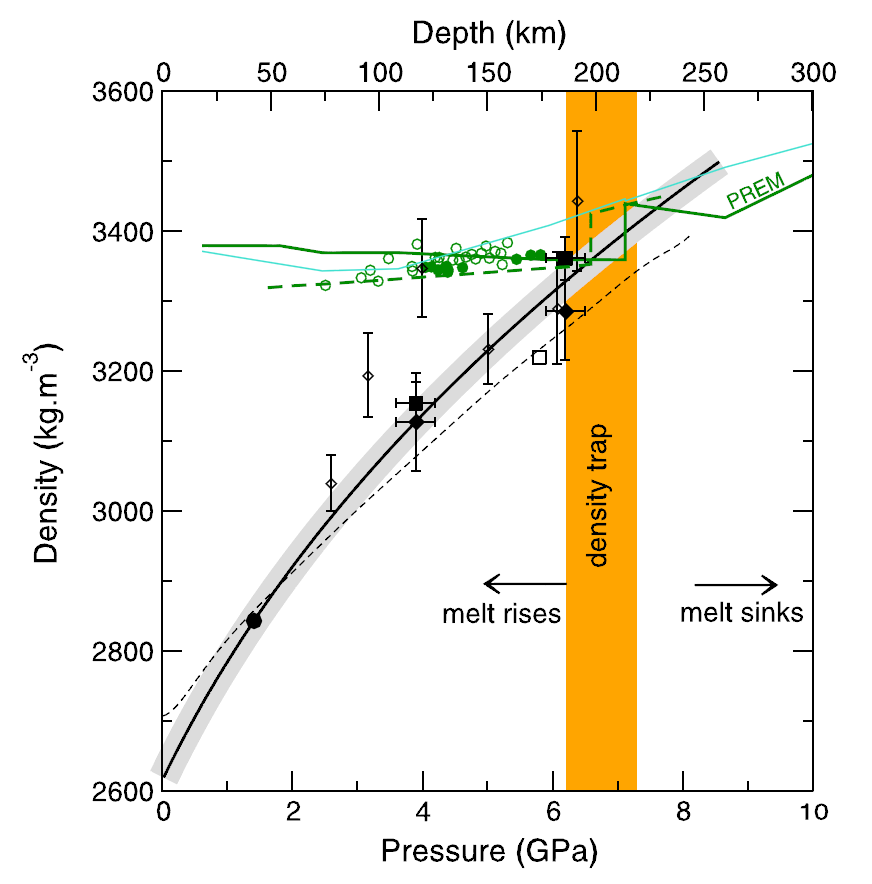 Depth (km)
0 50 100 150 200 250 300
3600
3400
3200
3000
2800
2600
Density (kg.m⁻³)
PREM
density trap
melt rises
melt sinks
0 2 4 6 8 10
Pressure (GPa)